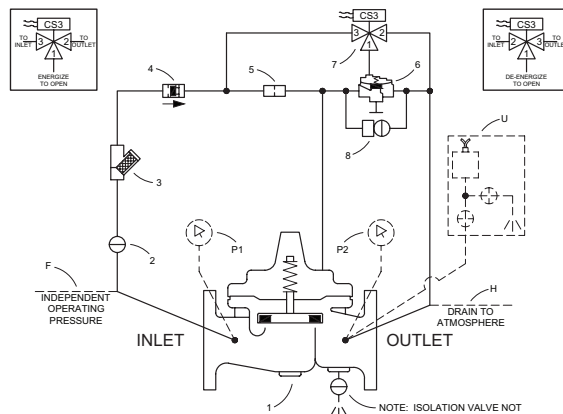 CS3
TO
INLET
TO
OUTLET
3
2
1
ENERGIZE
TO OPEN
CS3
3
2
1
7
6
CS3
TO
INLET
TO
OUTLET
2
3
1
DE-ENERGIZE
TO OPEN
4
5
8
U
3
2
P1
P2
F
INDEPENDENT
OPERATING
PRESSURE
H
DRAIN TO
ATMOSPHERE
INLET
OUTLET
1
NOTE: ISOLATION VALVE NOT